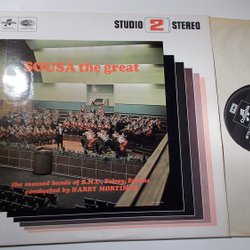 STUDIO 2 STEREO
SOUSA the great
the massed bands of B.M.C., Foden, Fairey
conducted by HARRY MORTIMER